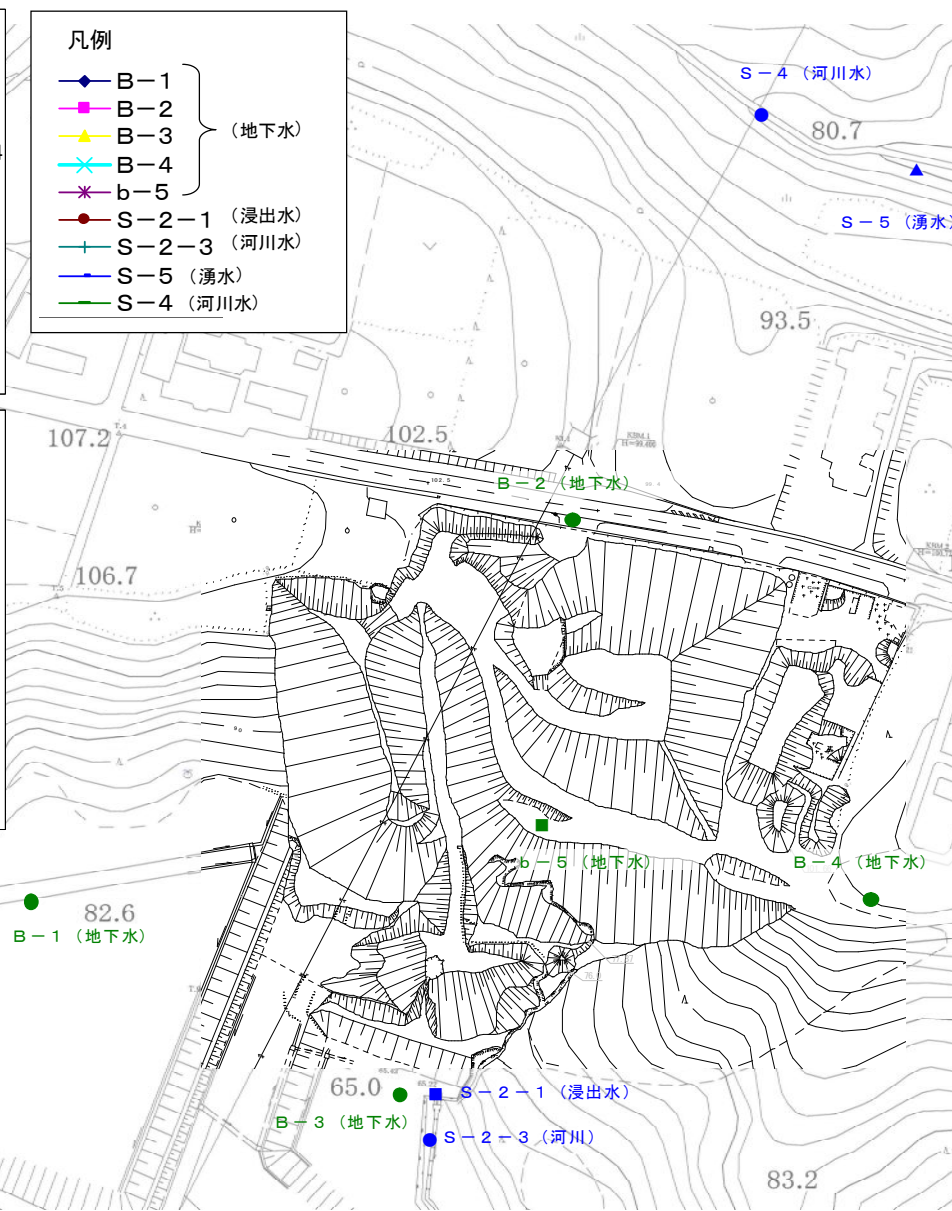 凡例
B－1
B－2
B－3
B－4
b－5
（地下水）
S－2－1 （浸出水）
S－2－3 （河川水）
S－5 （湧水）
S－4 （河川水）
S－4 （河川水）
80.7
S－5 （湧水）
93.5
107.2
102.5
B－2 （地下水）
102.5
106.7
b－5 （地下水）
B－4 （地下水）
82.6
B－1 （地下水）
65.0
S－2－1 （浸出水）
B－3 （地下水）
S－2－3 （河川）
83.2